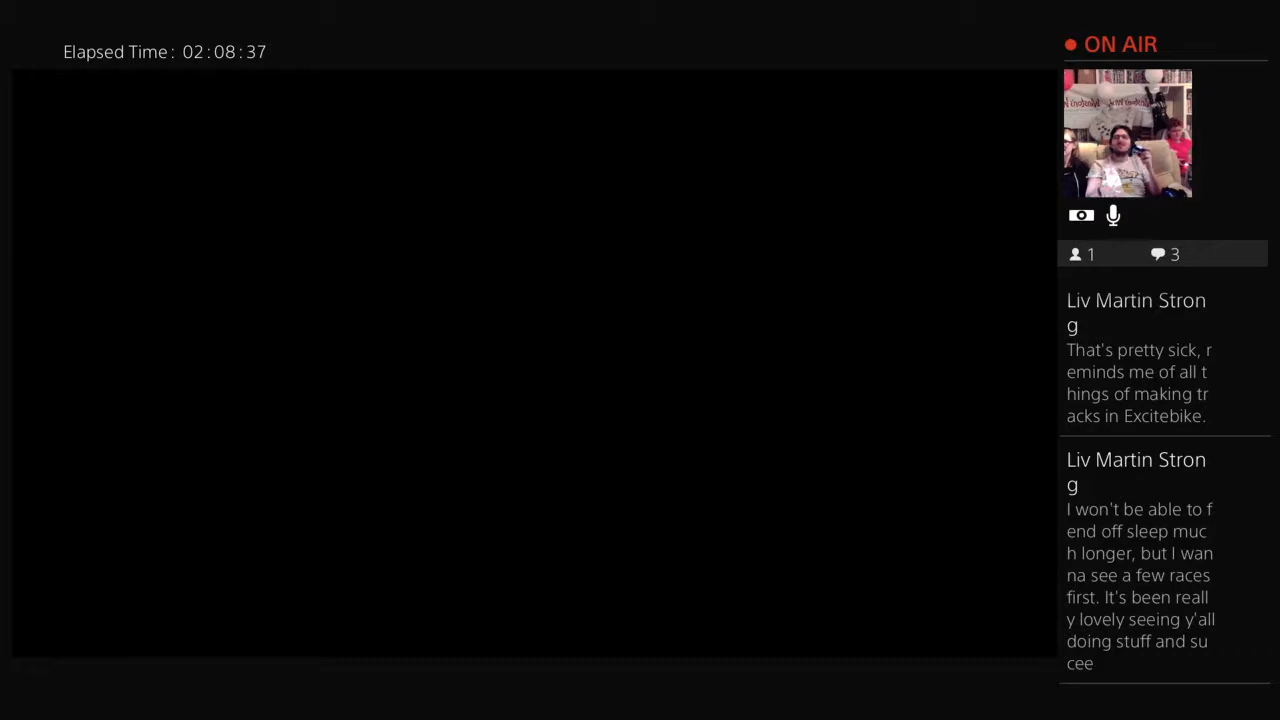 Elapsed Time: 02:08:37
ON AIR
1
3
Liv Martin Stron
g
That's pretty sick, r
eminds me of all t
hings of making tr
acks in Excitebike.
Liv Martin Stron
g
I won't be able to f
end off sleep muc
h longer, but I wan
na see a few races
first. It's been reall
y lovely seeing y'all
doing stuff and su
cee